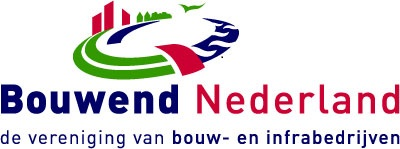 Bouwend Nederland
de vereniging van bouw- en infrabedrijven